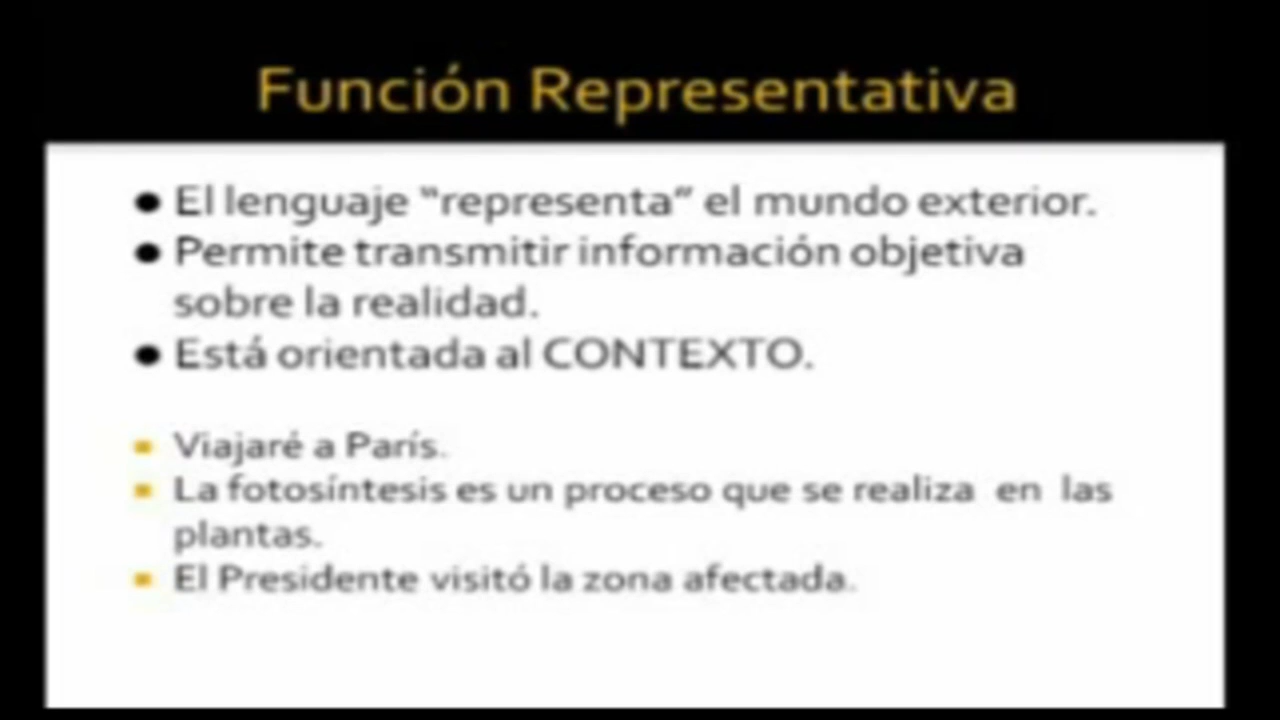 Función Representativa
● El lenguaje “representa” el mundo exterior.
● Permite transmitir información objetiva
sobre la realidad.
● Está orientada al CONTEXTO.
▪ Viajaré a París.
▪ La fotosíntesis es un proceso que se realiza en las
plantas.
▪ El Presidente visitó la zona afectada.